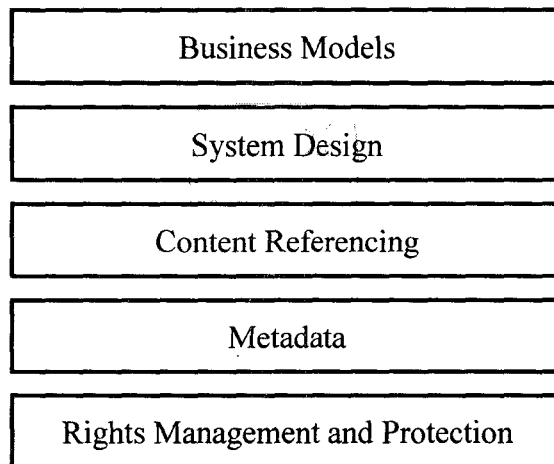 Business Models
System Design
Content Referencing
Metadata
Rights Management and Protection